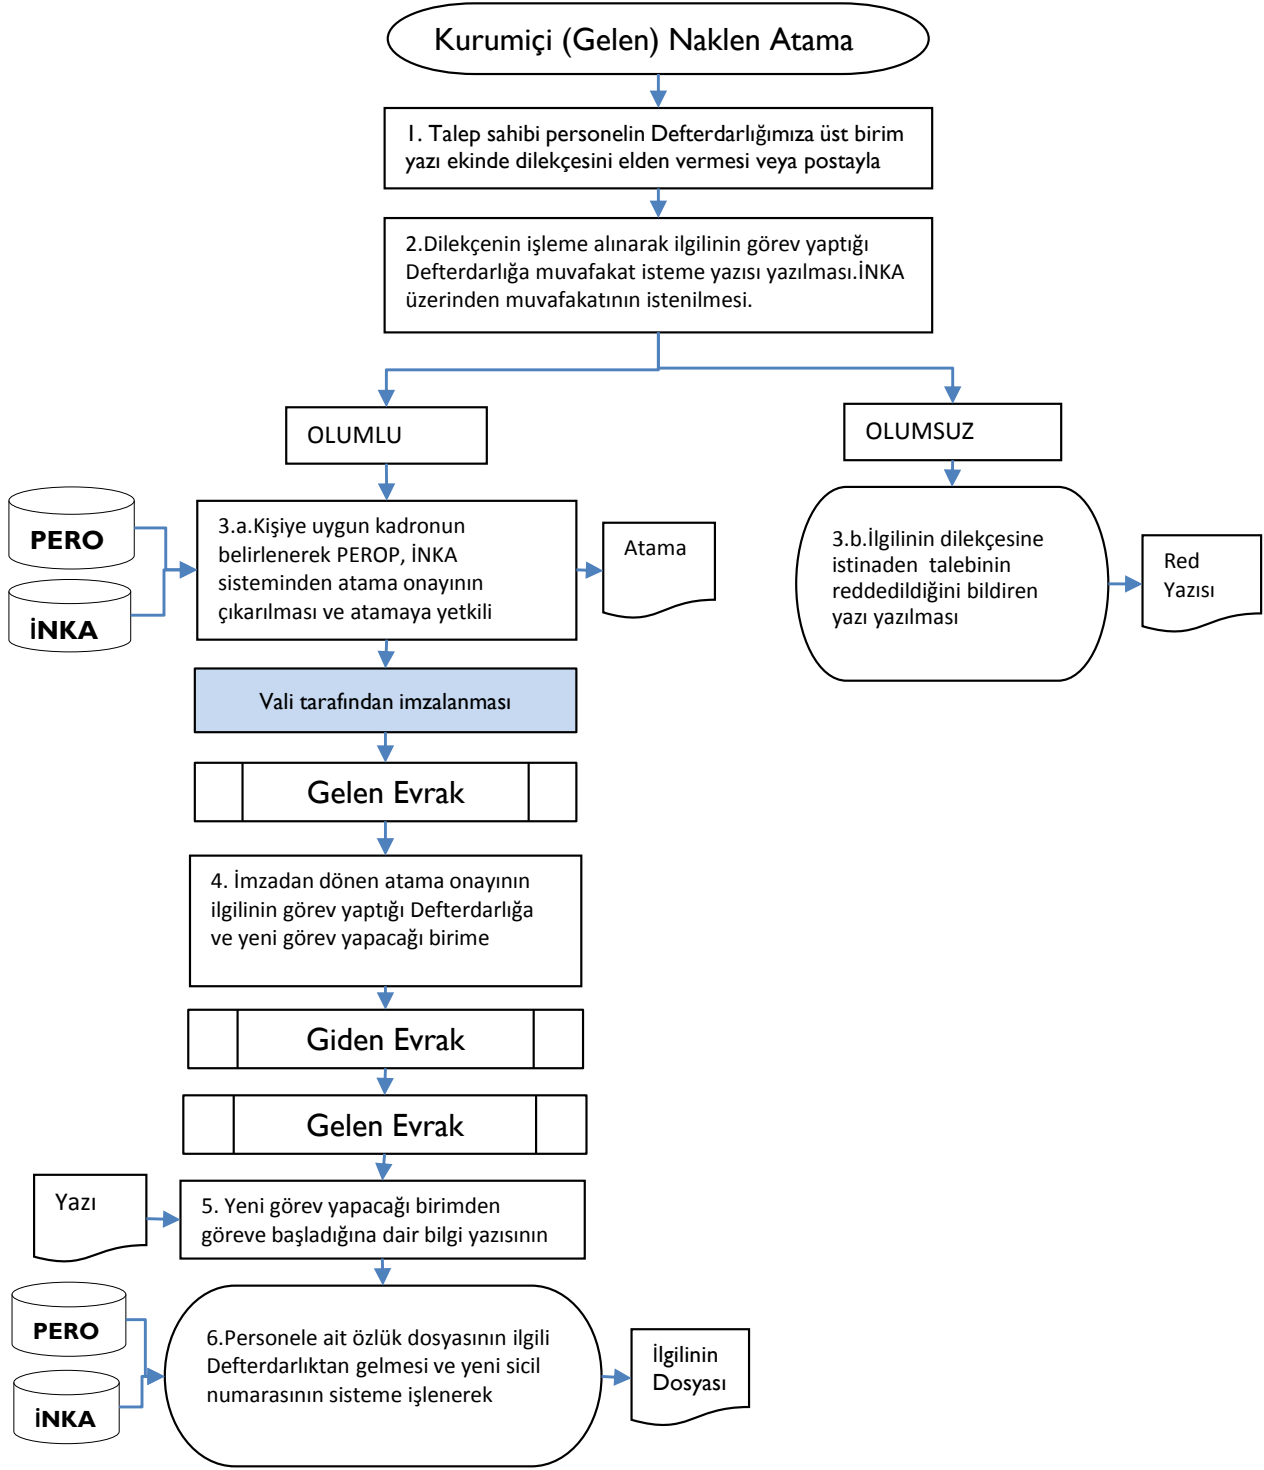 Kurumiçi (Gelen) Naklen Atama
1. Talep sahibi personelin Defterdarlığımıza üst birim
yazı ekinde dilekçesini elden vermesi veya postayla
2.Dilekçenin işleme alınarak ilgilinin görev yaptığı
Defterdarlığa muvafakat isteme yazısı yazılması.İNKA
üzerinden muvafakatının istenilmesi.
OLUMLU
OLUMSUZ
PERO
İNKA
3.a.Kişiye uygun kadronun
belirlenerek PEROP, İNKA
sisteminden atama onayının
çıkarılması ve atamaya yetkili
Atama
3.b.İlgilinin dilekçesine
istinaden  talebinin
reddedildiğini bildiren
yazı yazılması
Red
Yazısı
Vali tarafından imzalanması
Gelen Evrak
4. İmzadan dönen atama onayının
ilgilinin görev yaptığı Defterdarlığa
ve yeni görev yapacağı birime
Giden Evrak
Gelen Evrak
Yazı
5. Yeni görev yapacağı birimden
göreve başladığına dair bilgi yazısının
PERO
İNKA
6.Personele ait özlük dosyasının ilgili
Defterdarlıktan gelmesi ve yeni sicil
numarasının sisteme işlenerek
İlgilinin
Dosyası